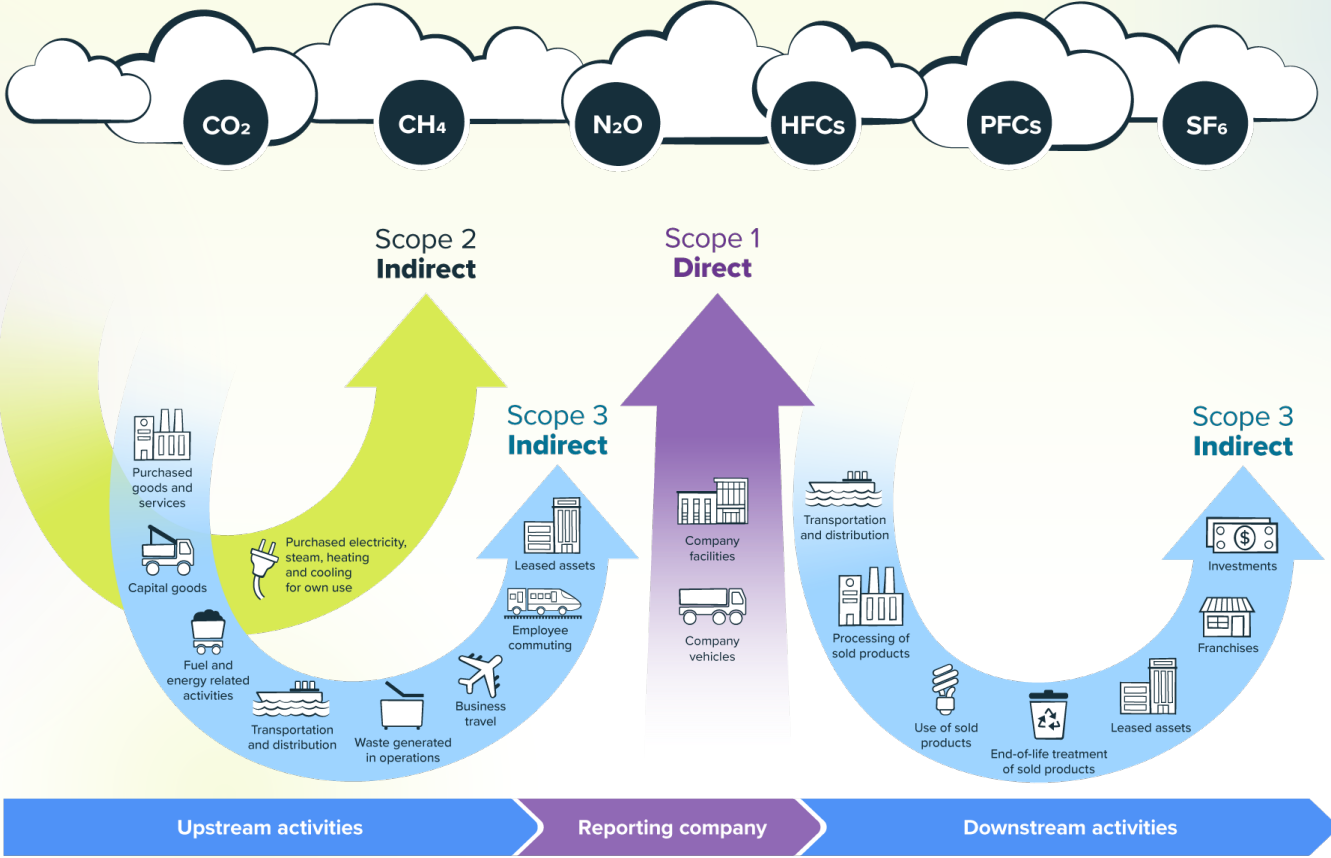 CO₂
CH₄
N₂O
HFCs
PFCs
SF₆
Scope 2
Indirect
Scope 1
Direct
Scope 3
Indirect
Scope 3
Indirect
Purchased
goods and
services
Capital goods
Fuel and
energy related
activities
Transportation
and distribution
Waste generated
in operations
Business
travel
Employee
commuting
Leased assets
Purchased electricity,
steam, heating
and cooling
for own use
Company
facilities
Company
vehicles
Transportation
and distribution
Processing of
sold products
Use of sold
products
End-of-life treatment
of sold products
Leased assets
Franchises
$
Investments
Upstream activities
Reporting company
Downstream activities